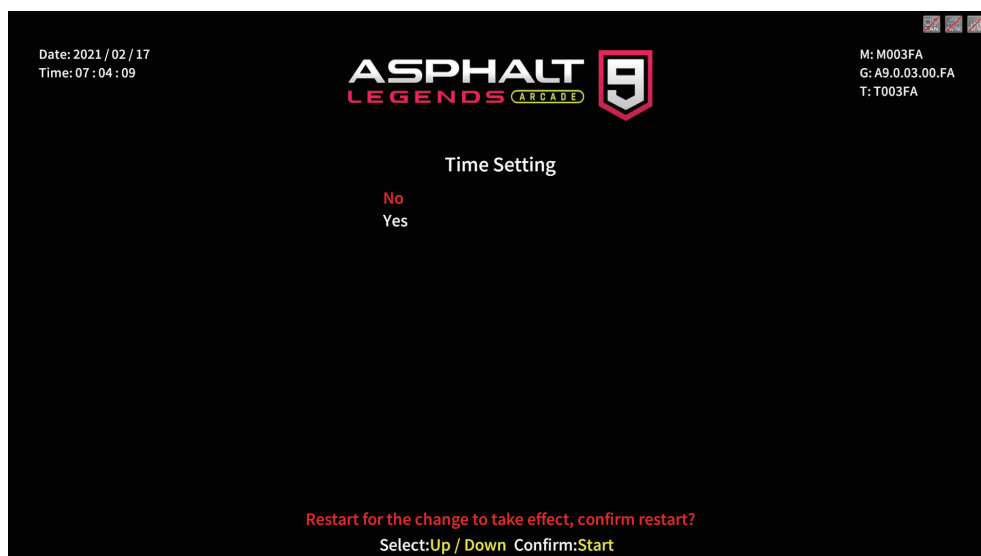 Date: 2021 / 02 / 17
Time: 07 : 04 : 09
ASPHALT 9
LEGENDS ARCADE
M: M003FA
G: A9.0.03.00.FA
T: T003FA
Time Setting
No
Yes
Restart for the change to take effect, confirm restart?
Select:Up / Down Confirm:Start